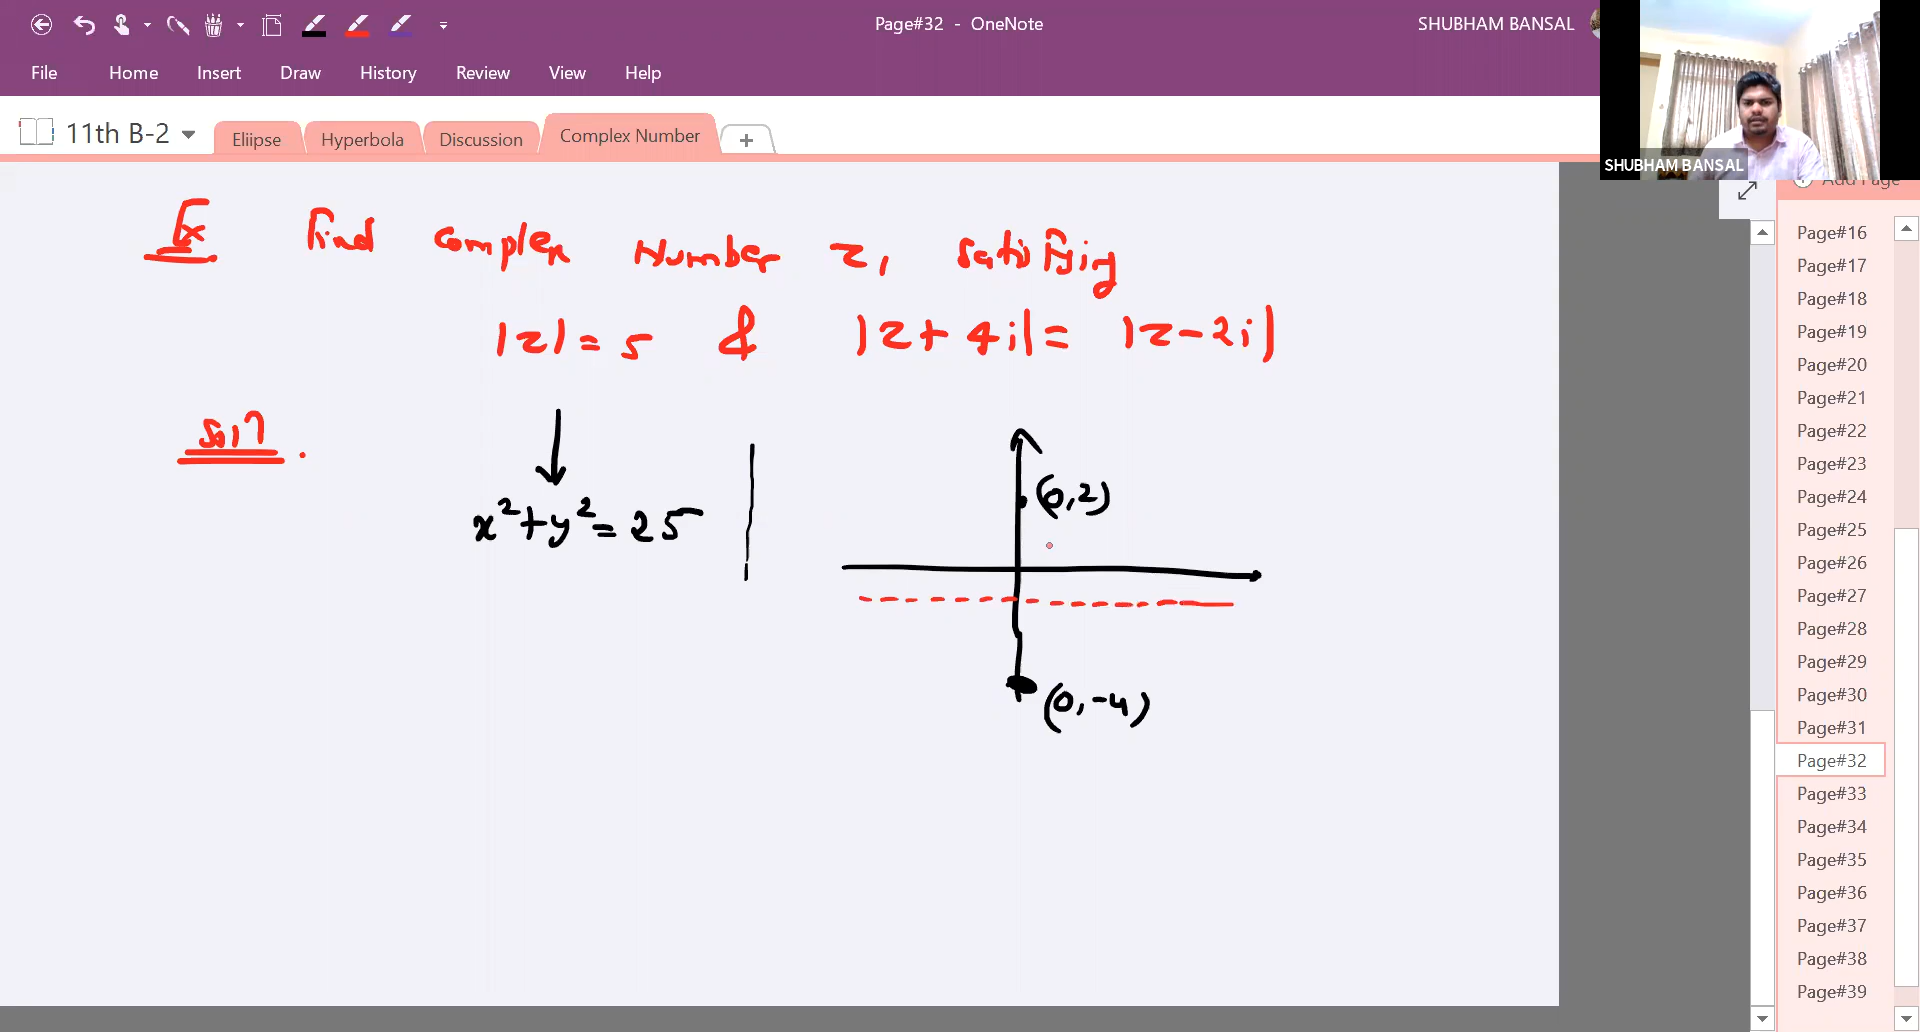 Page#32 - OneNote
SHUBHAM BANSAL
File Home Insert Draw History Review View Help
11th B-2 Eliipse Hyperbola Discussion Complex Number +
SHUBHAM BANSAL
Add Page
Ex Find Complex Number z, Satisfying
|z| = 5 & |z + 4i| = |z - 2i|
Sol?
x²+y²=25
(0,2)
(0,-4)
Page#16
Page#17
Page#18
Page#19
Page#20
Page#21
Page#22
Page#23
Page#24
Page#25
Page#26
Page#27
Page#28
Page#29
Page#30
Page#31
Page#32
Page#33
Page#34
Page#35
Page#36
Page#37
Page#38
Page#39